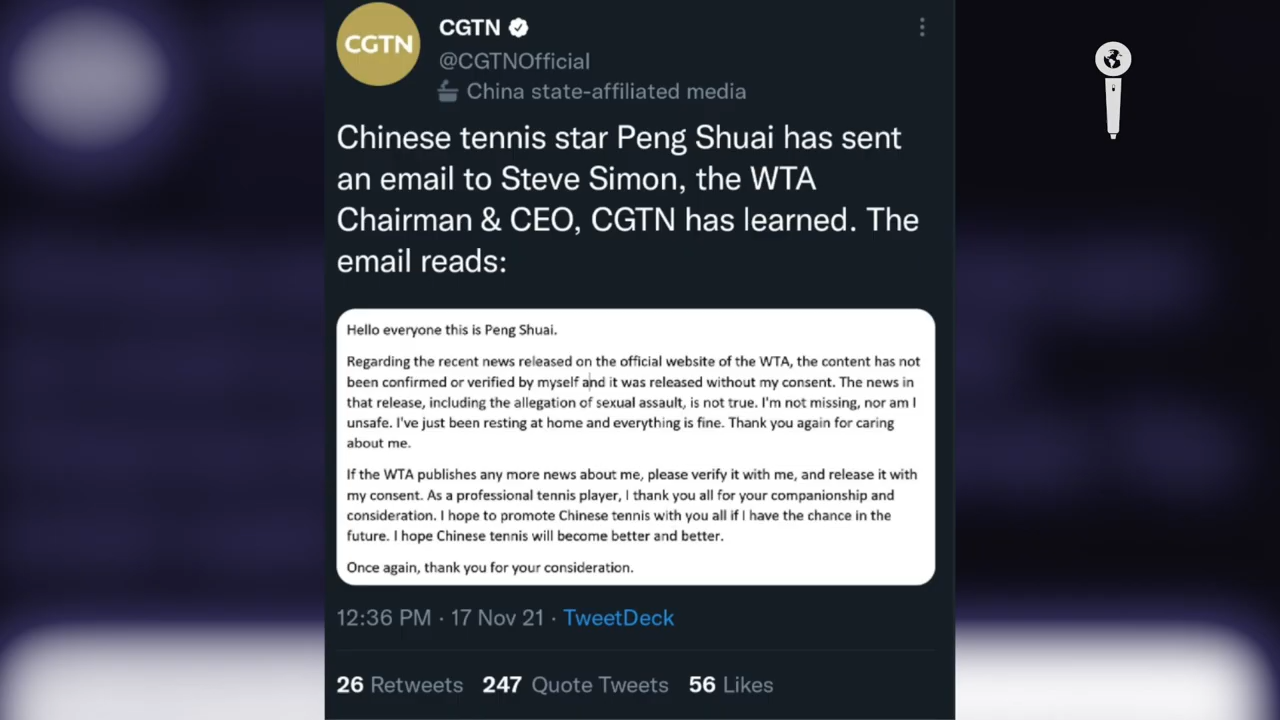 CGTN
CGTN
@CGTNOfficial
China state-affiliated media
Chinese tennis star Peng Shuai has sent
an email to Steve Simon, the WTA
Chairman & CEO, CGTN has learned. The
email reads:
Hello everyone this is Peng Shuai.
Regarding the recent news released on the official website of the WTA, the content has not
been confirmed or verified by myself and it was released without my consent. The news in
that release, including the allegation of sexual assault, is not true. I'm not missing, nor am I
unsafe. I've just been resting at home and everything is fine. Thank you again for caring
about me.
If the WTA publishes any more news about me, please verify it with me, and release it with
my consent. As a professional tennis player, I thank you all for your companionship and
consideration. I hope to promote Chinese tennis with you all if I have the chance in the
future. I hope Chinese tennis will become better and better.
Once again, thank you for your consideration.
12:36 PM · 17 Nov 21 · TweetDeck
26 Retweets 247 Quote Tweets 56 Likes